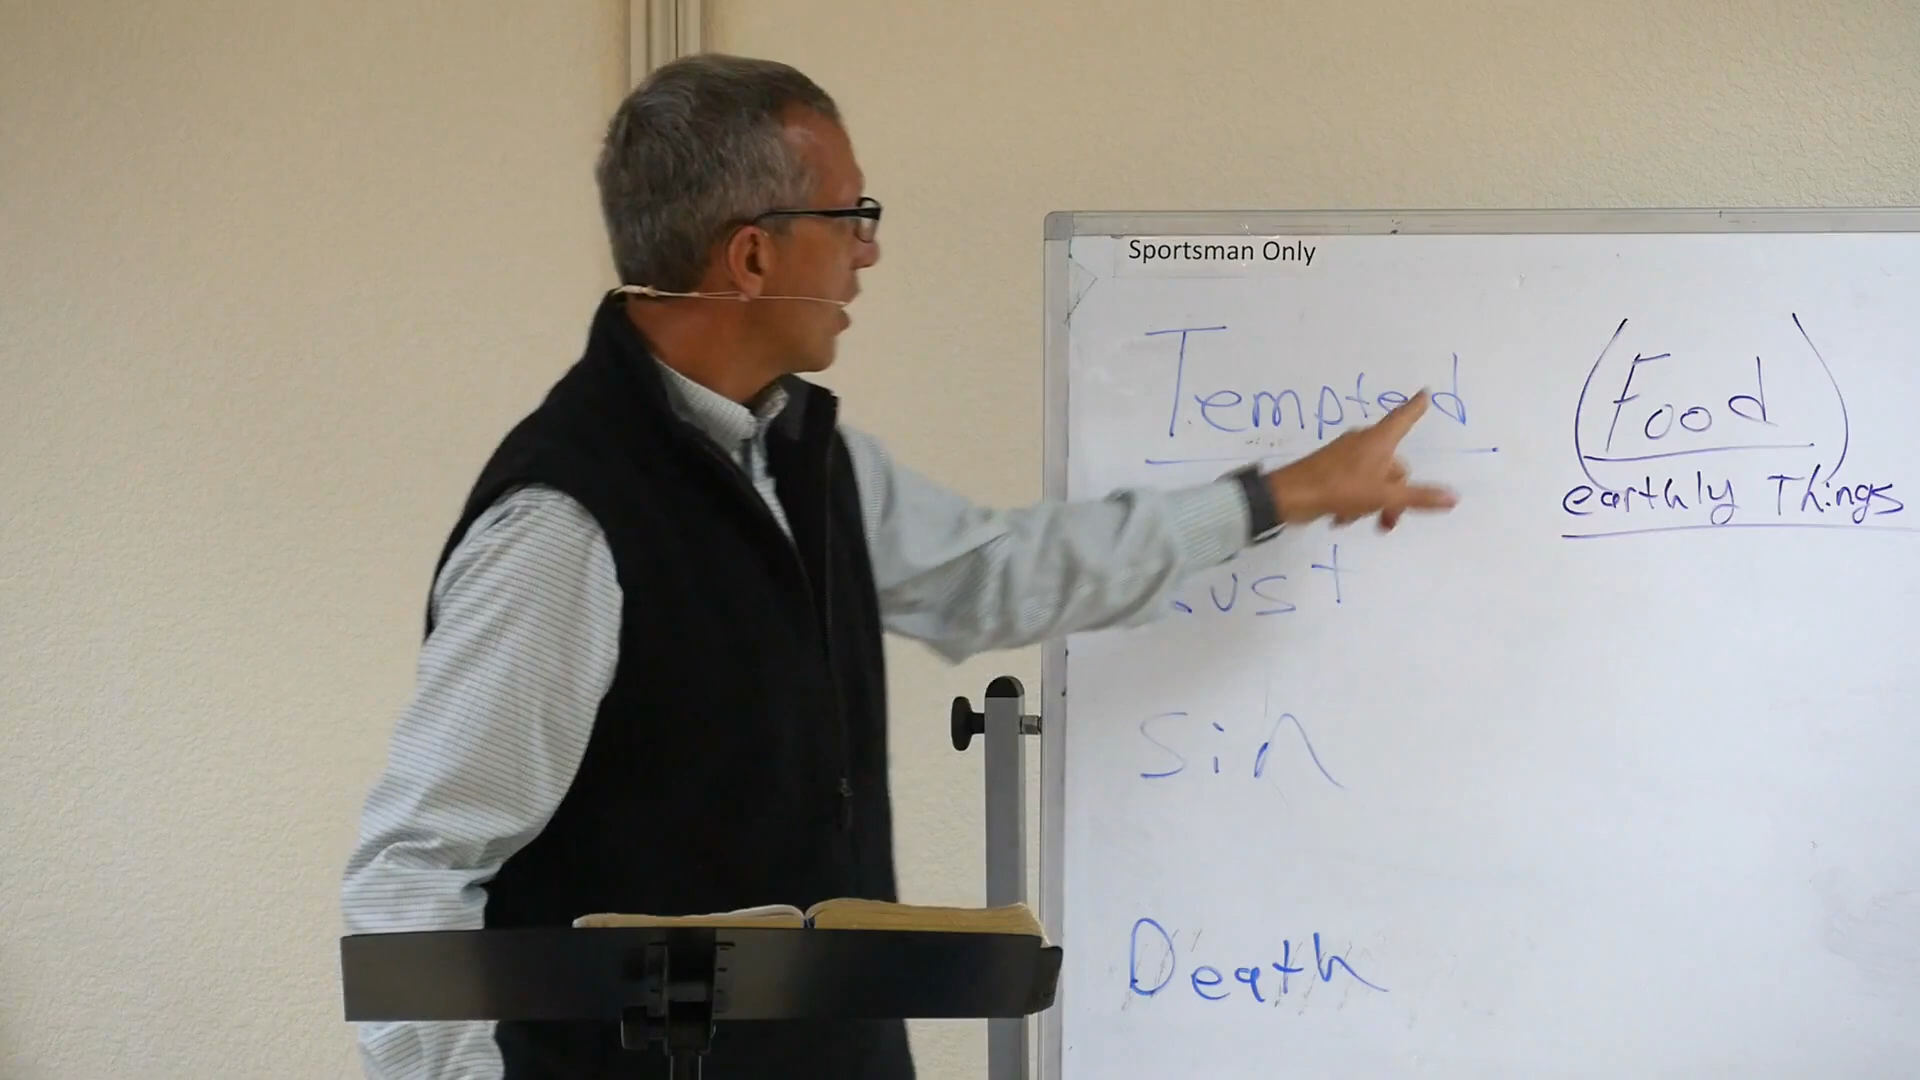 Sportsman Only
Tempted (Food)
earthly Things
ust
Sin
Death